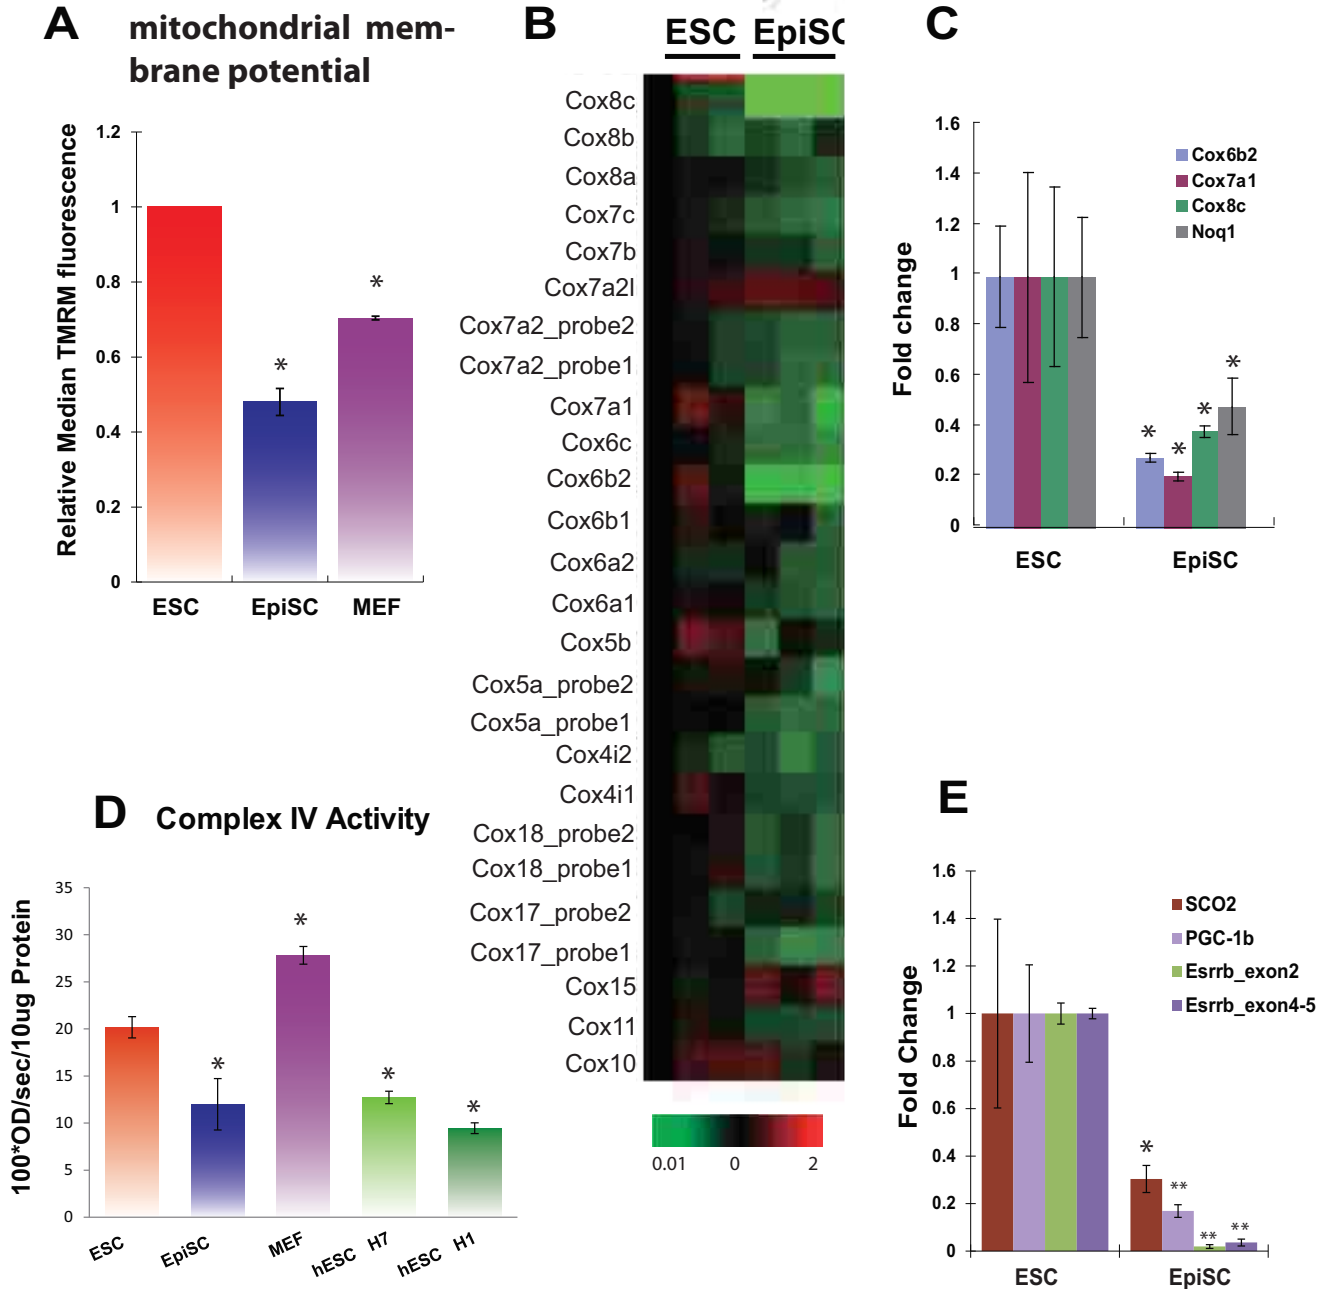 A
mitochondrial mem-
brane potential
Relative Median TMRM fluorescence
1.2
1
0.8
0.6
0.4
0.2
0
*
*
ESC EpiSC MEF
B
ESC EpiSC
Cox8c
Cox8b
Cox8a
Cox7c
Cox7b
Cox7a2l
Cox7a2_probe2
Cox7a2_probe1
Cox7a1
Cox6c
Cox6b2
Cox6b1
Cox6a2
Cox6a1
Cox5b
Cox5a_probe2
Cox5a_probe1
Cox4i2
Cox4i1
Cox18_probe2
Cox18_probe1
Cox17_probe2
Cox17_probe1
Cox15
Cox11
Cox10
0.01 0 2
C
Fold change
1.6
1.4
1.2
1
0.8
0.6
0.4
0.2
0
Cox6b2
Cox7a1
Cox8c
Noq1
* * * *
ESC EpiSC
D Complex IV Activity
100*OD/sec/10ug Protein
35
30
25
20
15
10
5
0
* * * *
ESC EpiSC MEF hESC H7 hESC H1
E
Fold Change
1.6
1.4
1.2
1
0.8
0.6
0.4
0.2
0
SCO2
PGC-1b
Esrrb_exon2
Esrrb_exon4-5
* ** ** **
ESC EpiSC